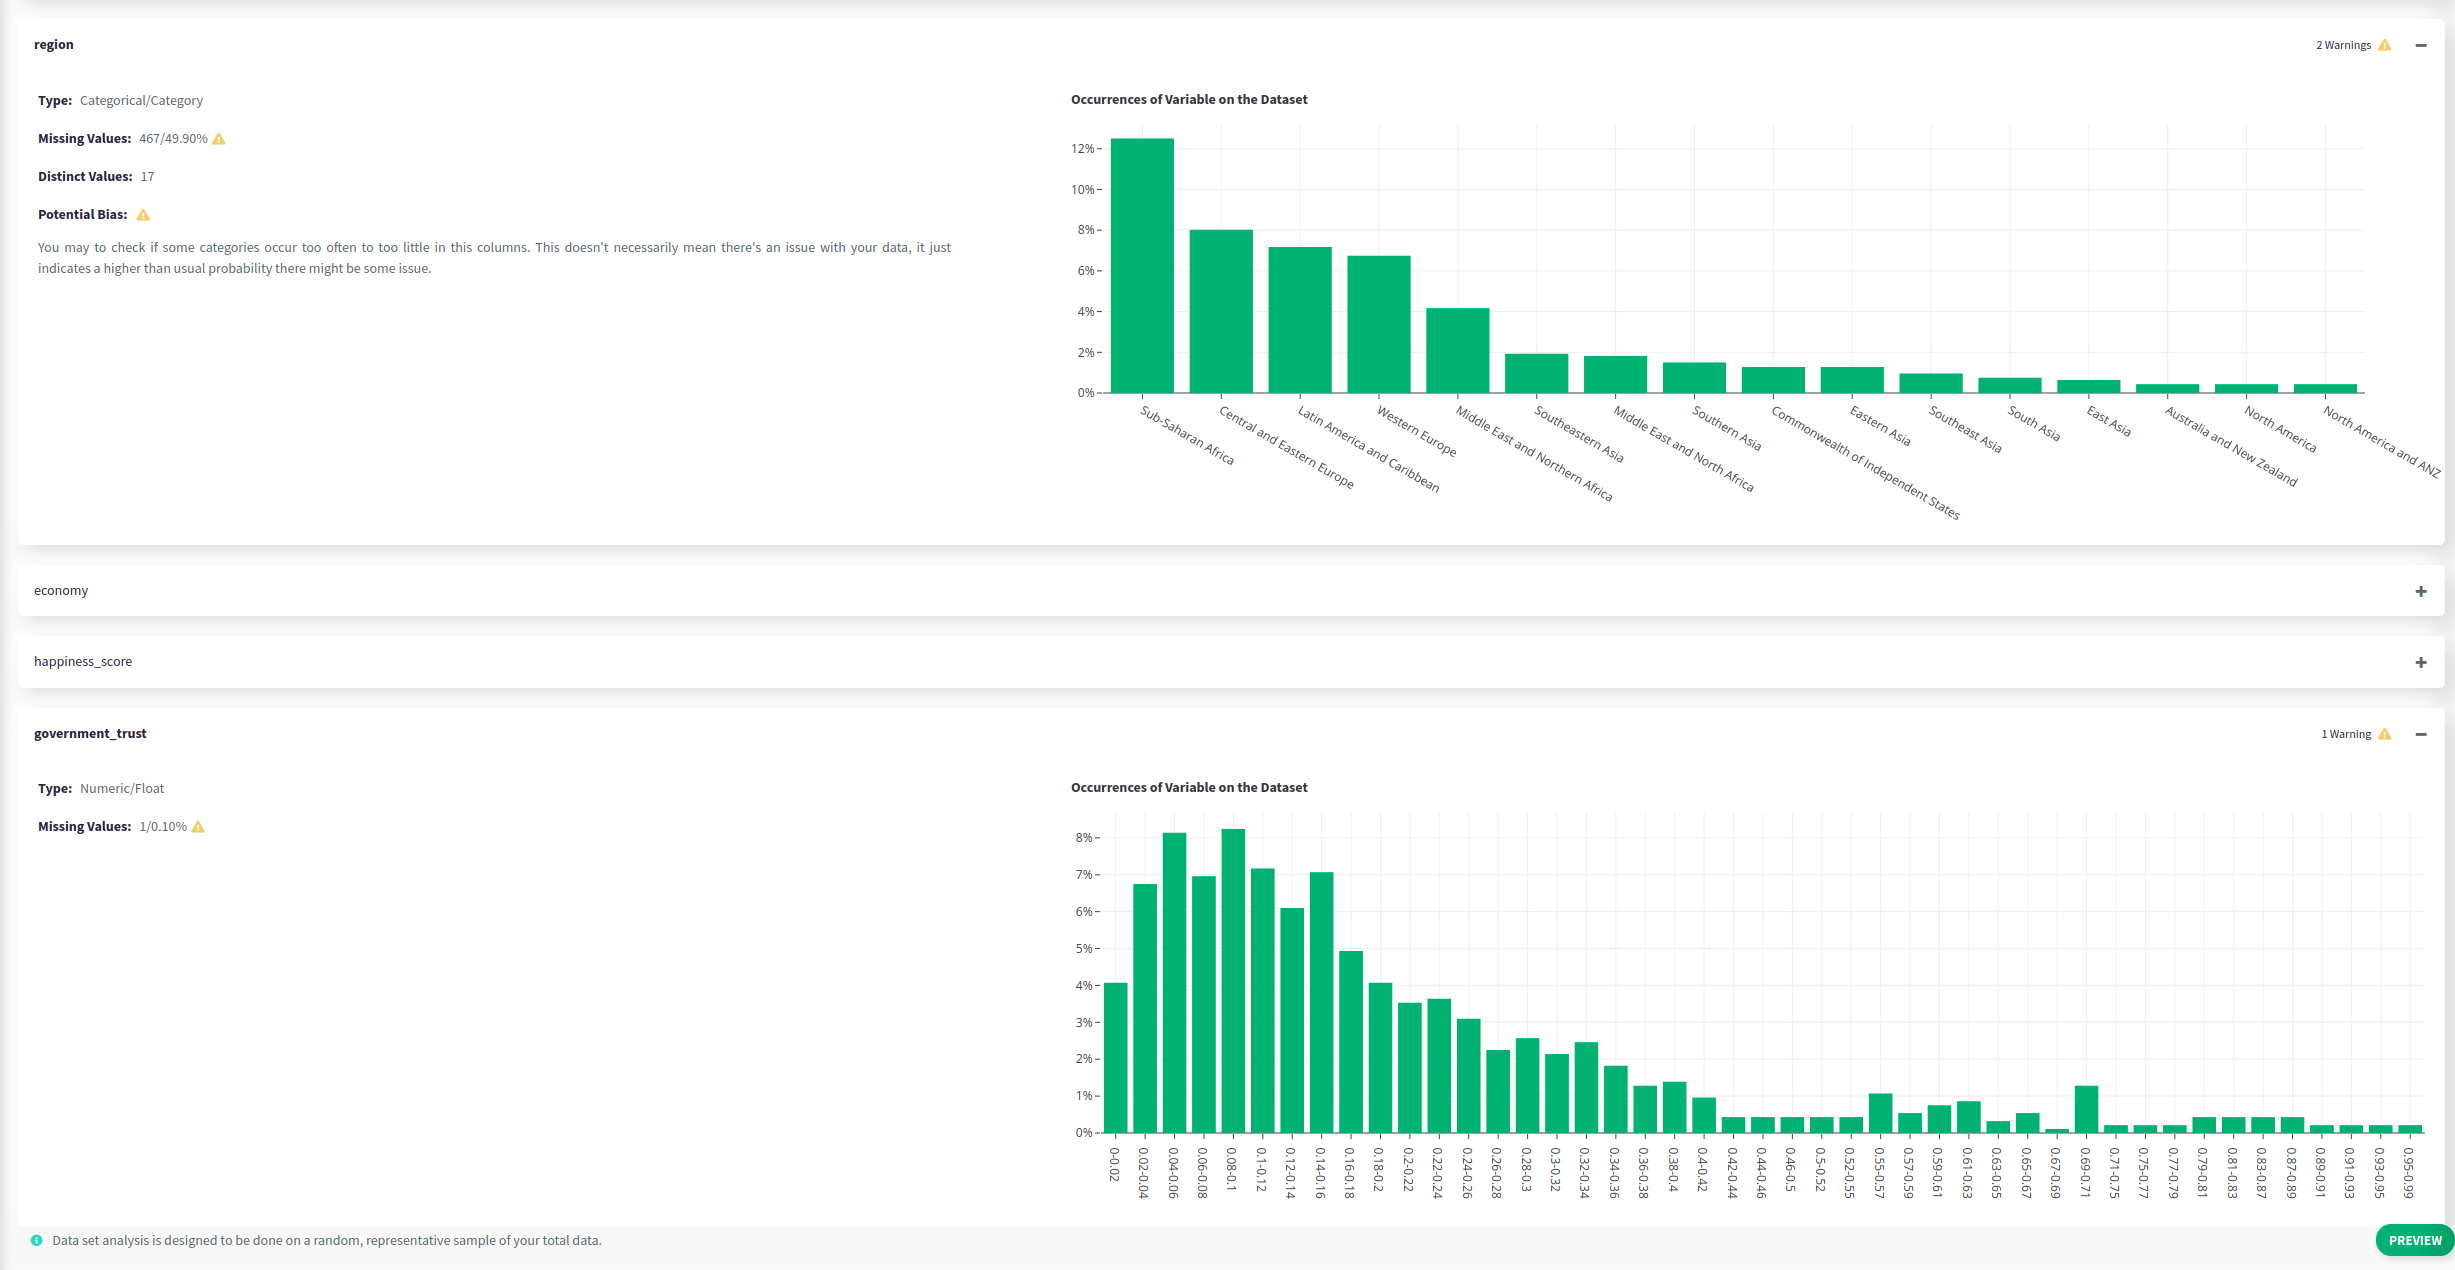 region
2 Warnings
Type: Categorical/Category
Missing Values: 467/49.90%
Distinct Values: 17
Potential Bias:
You may to check if some categories occur too often to too little in this columns. This doesn't necessarily mean there's an issue with your data, it just
indicates a higher than usual probability there might be some issue.
Occurrences of Variable on the Dataset
12%
10%
8%
6%
4%
2%
0%
Sub-Saharan Africa
Central and Eastern Europe
Latin America and Caribbean
Western Europe
Middle East and Northern Africa
Southeastern Asia
Middle East and North Africa
Southern Asia
Commonwealth of Independent States
Eastern Asia
Southeast Asia
South Asia
East Asia
Australia and New Zealand
North America
North America and ANZ
economy
happiness_score
government_trust
1 Warning
Type: Numeric/Float
Missing Values: 1/0.10%
Occurrences of Variable on the Dataset
8%
7%
6%
5%
4%
3%
2%
1%
0%
0-0.02
0.02-0.04
0.04-0.06
0.06-0.08
0.08-0.1
0.1-0.12
0.12-0.14
0.14-0.16
0.16-0.18
0.18-0.2
0.2-0.22
0.22-0.24
0.24-0.26
0.26-0.28
0.28-0.3
0.3-0.32
0.32-0.34
0.34-0.36
0.36-0.38
0.38-0.4
0.4-0.42
0.42-0.44
0.44-0.46
0.46-0.5
0.5-0.52
0.52-0.55
0.55-0.57
0.57-0.59
0.59-0.61
0.61-0.63
0.63-0.65
0.65-0.67
0.67-0.69
0.69-0.71
0.71-0.75
0.75-0.77
0.77-0.79
0.79-0.81
0.81-0.83
0.83-0.87
0.87-0.89
0.89-0.91
0.91-0.93
0.93-0.95
0.95-0.99
Data set analysis is designed to be done on a random, representative sample of your total data.
PREVIEW